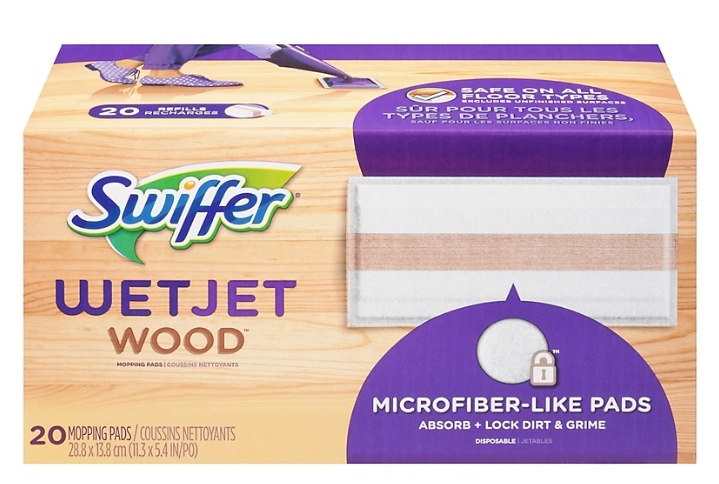 20 REFILLS
RECHARGES
SAFE ON ALL
FLOOR TYPES
EXCLUDES UNFINISHED SURFACES
SÛR POUR TOUS LES
TYPES DE PLANCHERS,
SAUF POUR LES SURFACES NON FINIES
Swiffer®
WETJET
WOOD™
MOPPING PADS | COUSSINS NETTOYANTS
™
MICROFIBER-LIKE PADS
ABSORB + LOCK DIRT & GRIME
DISPOSABLE | JETABLES
20 MOPPING PADS / COUSSINS NETTOYANTS
28.8 x 13.8 cm (11.3 x 5.4 IN/PO)